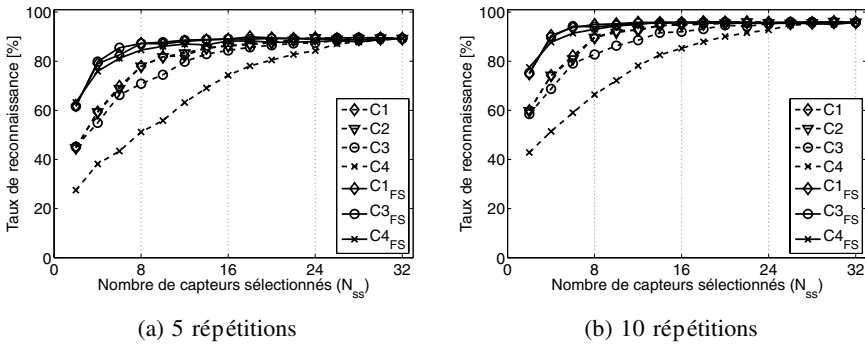 100
80
60
40
20
0
Taux de reconnaissance [%]
0 8 16 24 32
Nombre de capteurs sélectionnés (N_ss)
C1
C2
C3
C4
C1_FS
C3_FS
C4_FS
(a) 5 répétitions
100
80
60
40
20
0
Taux de reconnaissance [%]
0 8 16 24 32
Nombre de capteurs sélectionnés (N_ss)
C1
C2
C3
C4
C1_FS
C3_FS
C4_FS
(b) 10 répétitions